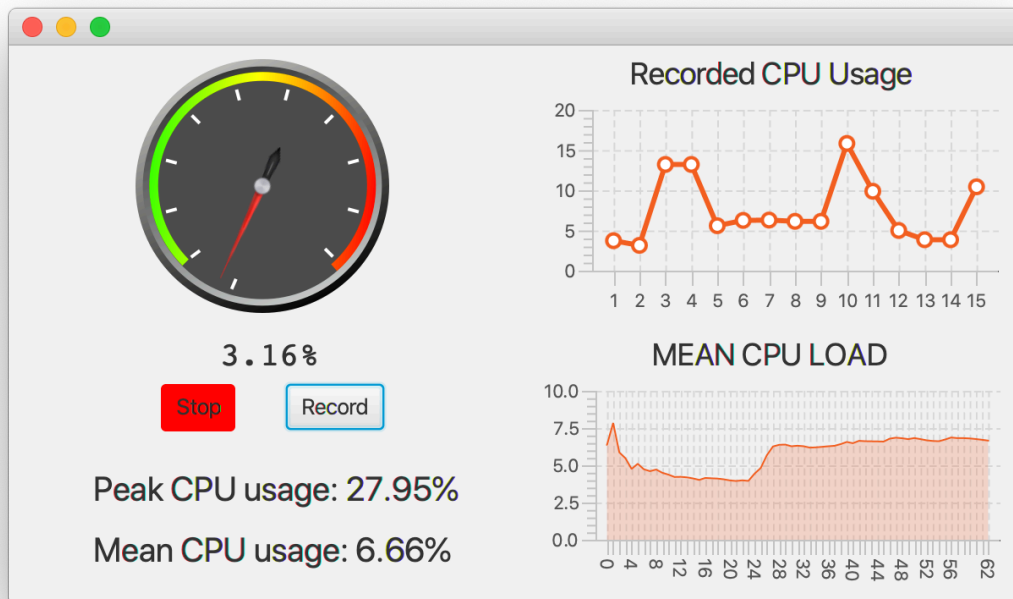 3.16%
Stop Record
Peak CPU usage: 27.95%
Mean CPU usage: 6.66%
Recorded CPU Usage
20
15
10
5
0
1 2 3 4 5 6 7 8 9 10 11 12 13 14 15
MEAN CPU LOAD
10.0
7.5
5.0
2.5
0.0
0 4 8 12 16 20 24 28 32 36 40 44 48 52 56 62